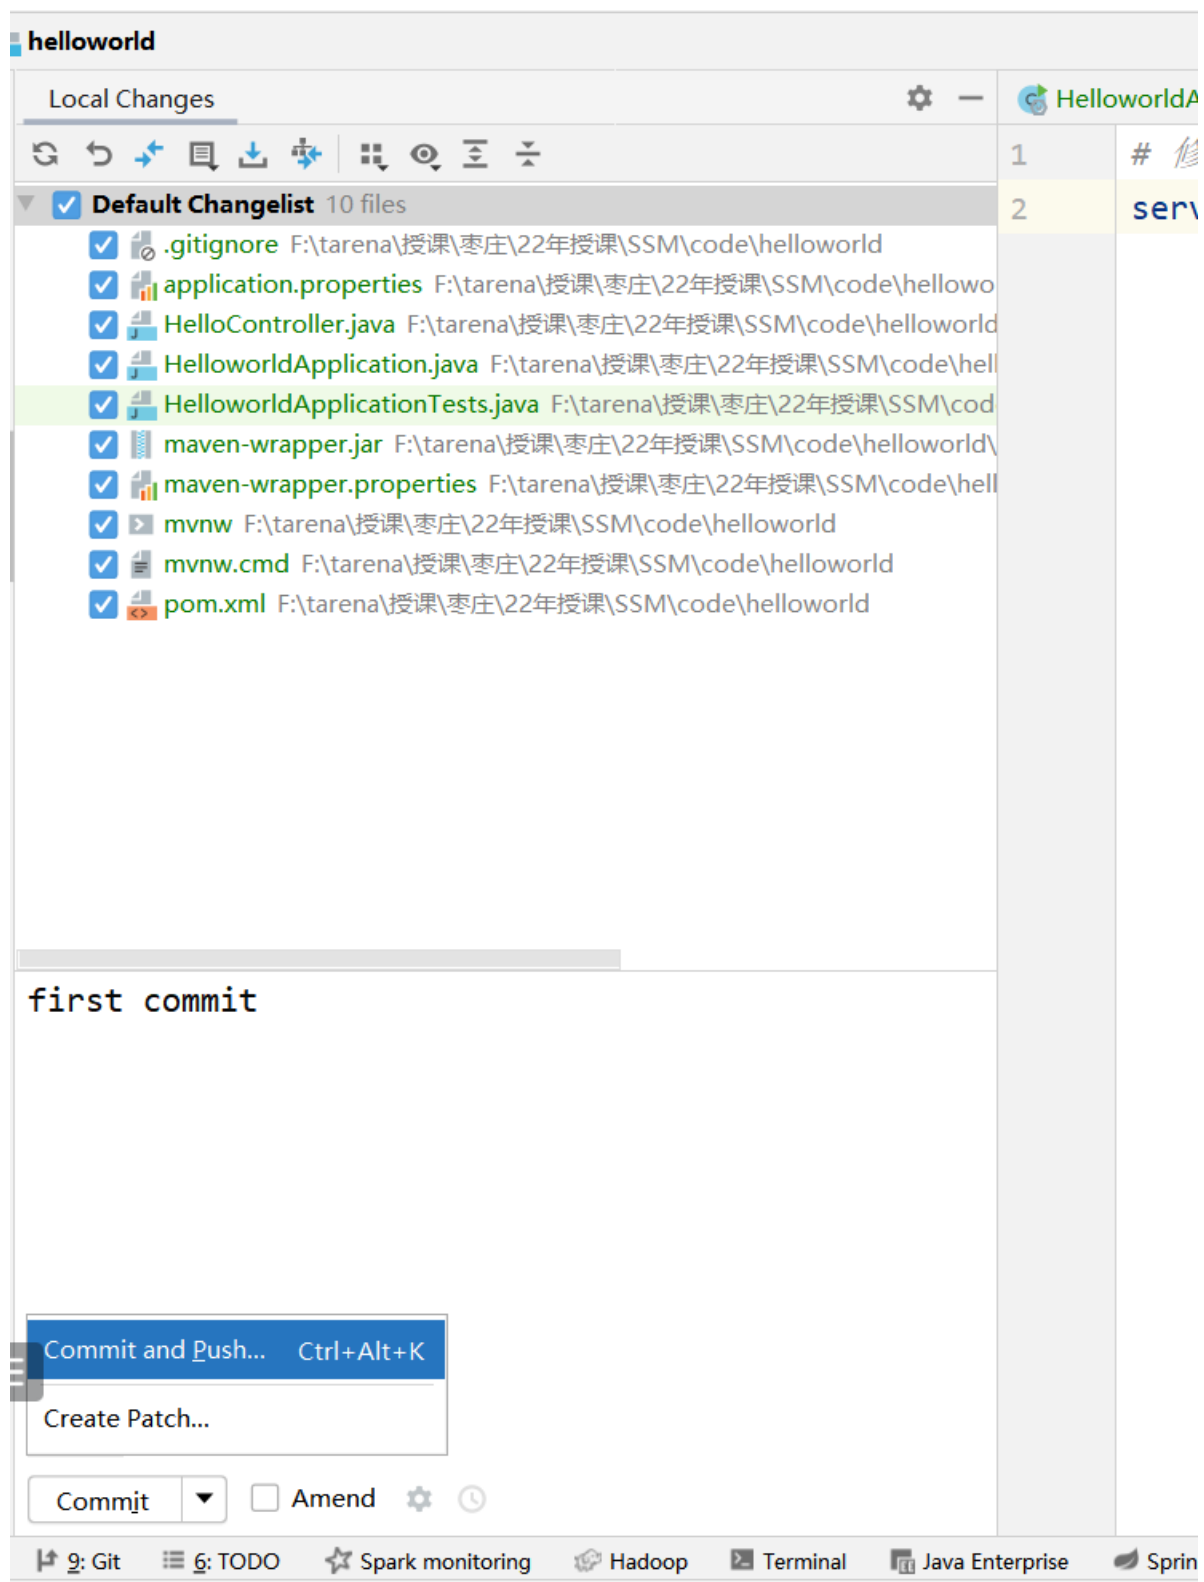 helloworld
Local Changes
HelloworldA
Default Changelist 10 files
.gitignore F:\tarena\授课\枣庄\22年授课\SSM\code\helloworld
application.properties F:\tarena\授课\枣庄\22年授课\SSM\code\hellowo
HelloController.java F:\tarena\授课\枣庄\22年授课\SSM\code\helloworld
HelloworldApplication.java F:\tarena\授课\枣庄\22年授课\SSM\code\hell
HelloworldApplicationTests.java F:\tarena\授课\枣庄\22年授课\SSM\cod
maven-wrapper.jar F:\tarena\授课\枣庄\22年授课\SSM\code\helloworld\
maven-wrapper.properties F:\tarena\授课\枣庄\22年授课\SSM\code\hell
mvnw F:\tarena\授课\枣庄\22年授课\SSM\code\helloworld
mvnw.cmd F:\tarena\授课\枣庄\22年授课\SSM\code\helloworld
pom.xml F:\tarena\授课\枣庄\22年授课\SSM\code\helloworld
1 # 修
2 serv
first commit
Commit and Push... Ctrl+Alt+K
Create Patch...
Commit Amend
9: Git 6: TODO Spark monitoring Hadoop Terminal Java Enterprise Sprin